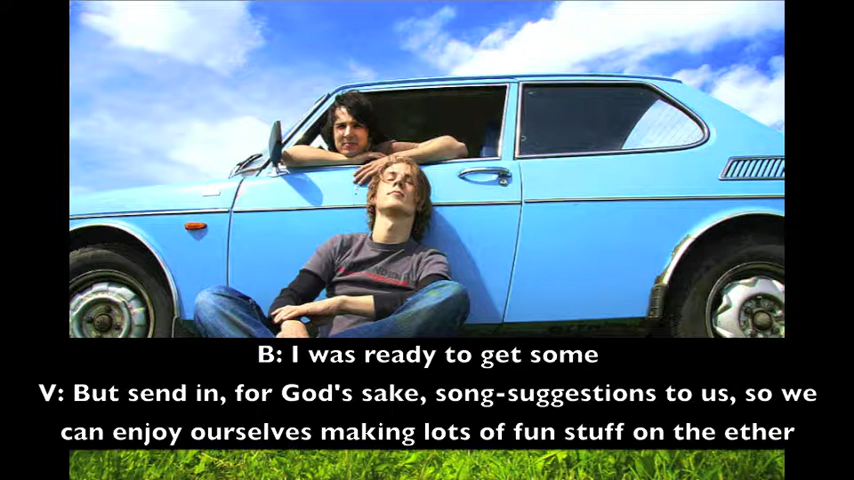 B: I was ready to get some
V: But send in, for God's sake, song-suggestions to us, so we
can enjoy ourselves making lots of fun stuff on the ether